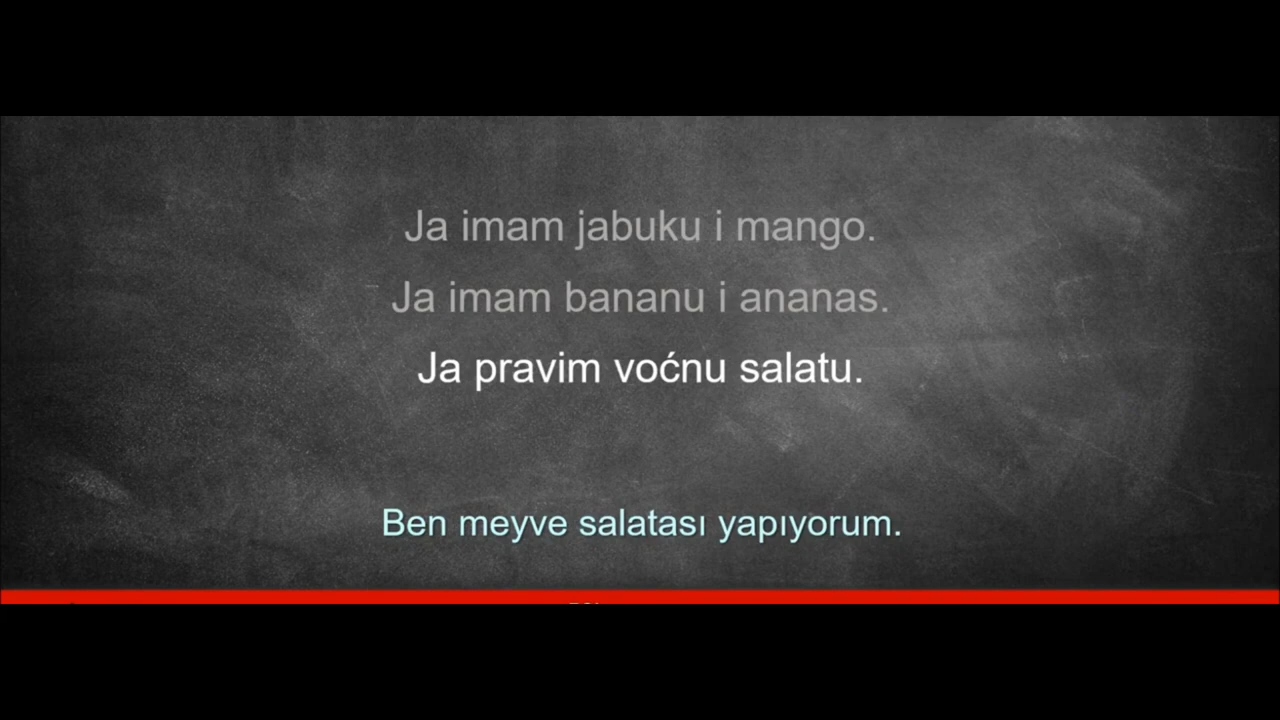 Ja imam jabuku i mango.
Ja imam bananu i ananas.
Ja pravim voćnu salatu.
Ben meyve salatası yapıyorum.